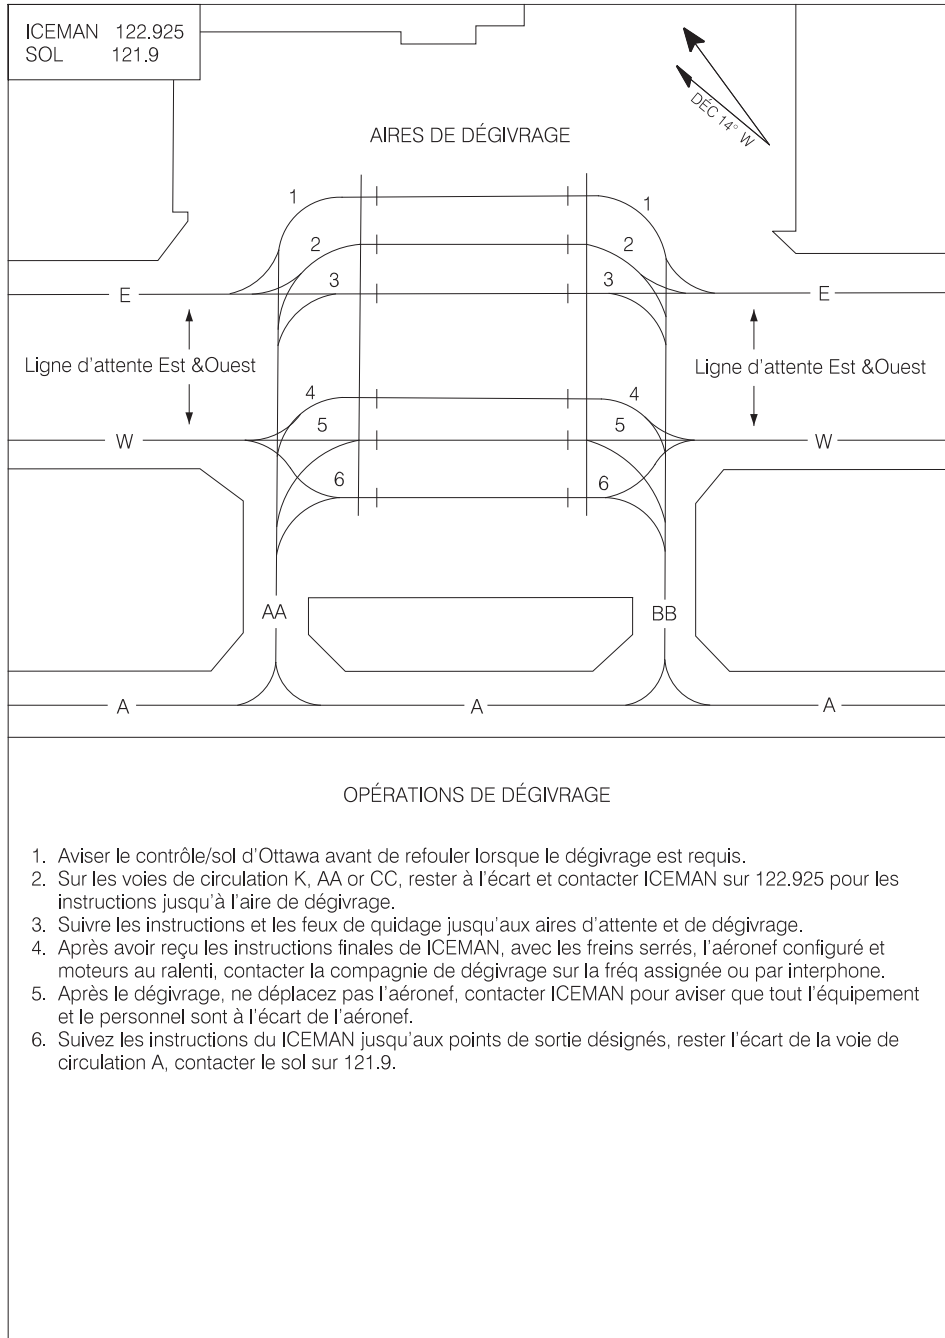 ICEMAN 122.925
SOL 121.9
DÉC 14° W
AIRES DE DÉGIVRAGE
1 1
2 2
3 3
E E
Ligne d'attente Est &Ouest Ligne d'attente Est &Ouest
4 4
5 5
W W
6 6
AA BB
A A A
OPÉRATIONS DE DÉGIVRAGE
1. Aviser le contrôle/sol d'Ottawa avant de refouler lorsque le dégivrage est requis.
2. Sur les voies de circulation K, AA or CC, rester à l'écart et contacter ICEMAN sur 122.925 pour les
instructions jusqu'à l'aire de dégivrage.
3. Suivre les instructions et les feux de quidage jusqu'aux aires d'attente et de dégivrage.
4. Après avoir reçu les instructions finales de ICEMAN, avec les freins serrés, l'aéronef configuré et
moteurs au ralenti, contacter la compagnie de dégivrage sur la fréq assignée ou par interphone.
5. Après le dégivrage, ne déplacez pas l'aéronef, contacter ICEMAN pour aviser que tout l'équipement
et le personnel sont à l'écart de l'aéronef.
6. Suivez les instructions du ICEMAN jusqu'aux points de sortie désignés, rester l'écart de la voie de
circulation A, contacter le sol sur 121.9.